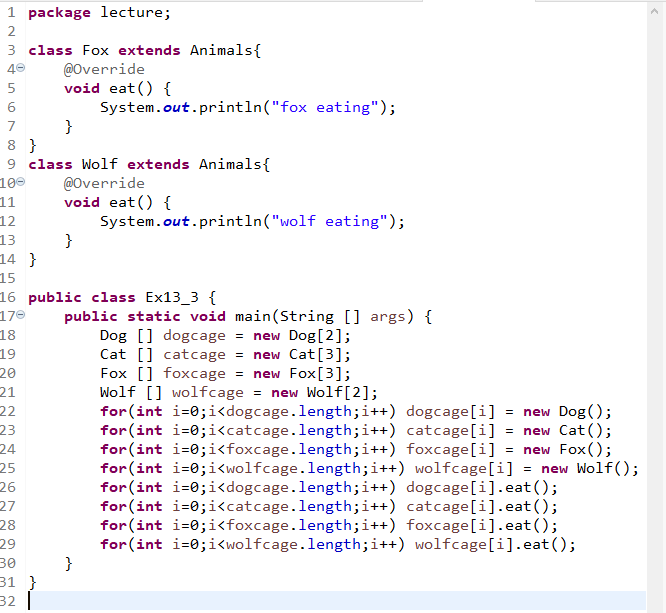 1 package lecture;
2
3 class Fox extends Animals{
4 @Override
5 void eat() {
6 System.out.println("fox eating");
7 }
8 }
9 class Wolf extends Animals{
10 @Override
11 void eat() {
12 System.out.println("wolf eating");
13 }
14 }
15
16 public class Ex13_3 {
17 public static void main(String [] args) {
18 Dog [] dogcage = new Dog[2];
19 Cat [] catcage = new Cat[3];
20 Fox [] foxcage = new Fox[3];
21 Wolf [] wolfcage = new Wolf[2];
22 for(int i=0;i<dogcage.length;i++) dogcage[i] = new Dog();
23 for(int i=0;i<catcage.length;i++) catcage[i] = new Cat();
24 for(int i=0;i<foxcage.length;i++) foxcage[i] = new Fox();
25 for(int i=0;i<wolfcage.length;i++) wolfcage[i] = new Wolf();
26 for(int i=0;i<dogcage.length;i++) dogcage[i].eat();
27 for(int i=0;i<catcage.length;i++) catcage[i].eat();
28 for(int i=0;i<foxcage.length;i++) foxcage[i].eat();
29 for(int i=0;i<wolfcage.length;i++) wolfcage[i].eat();
30 }
31 }
32